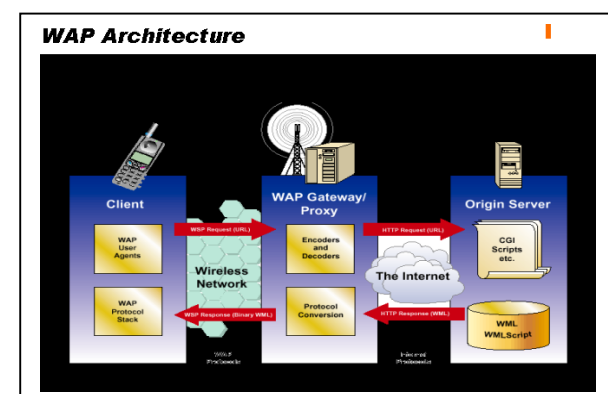 WAP Architecture
Client
WAP Gateway/
Proxy
Origin Server
WSP Request (URL)
HTTP Request (URL)
WAP
User
Agents
Encoders
and
Decoders
CGI
Scripts
etc.
Wireless
Network
The Internet
WAP
Protocol
Stack
WSP Response (Binary WML)
Protocol
Conversion
HTTP Response (WML)
WML
WMLScript